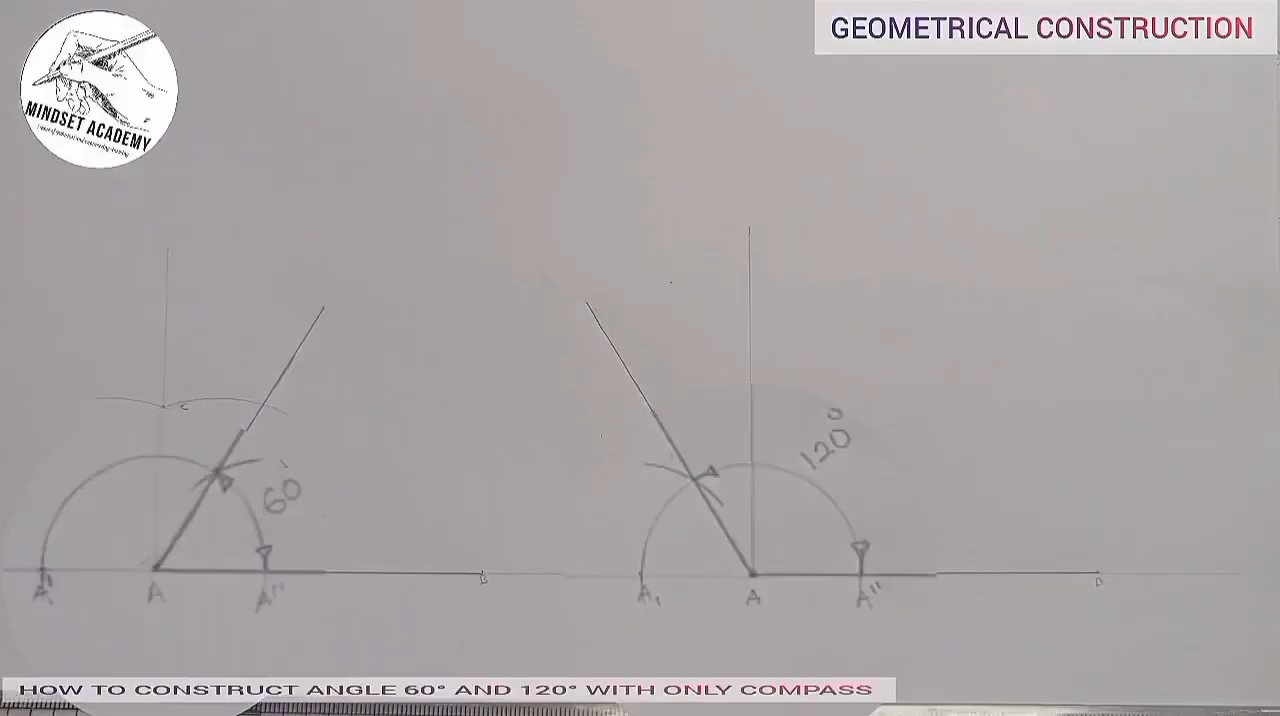 GEOMETRICAL CONSTRUCTION
MINDSET ACADEMY
C
60
120°
A
A"
B
A₁
A
A"
HOW TO CONSTRUCT ANGLE 60° AND 120° WITH ONLY COMPASS